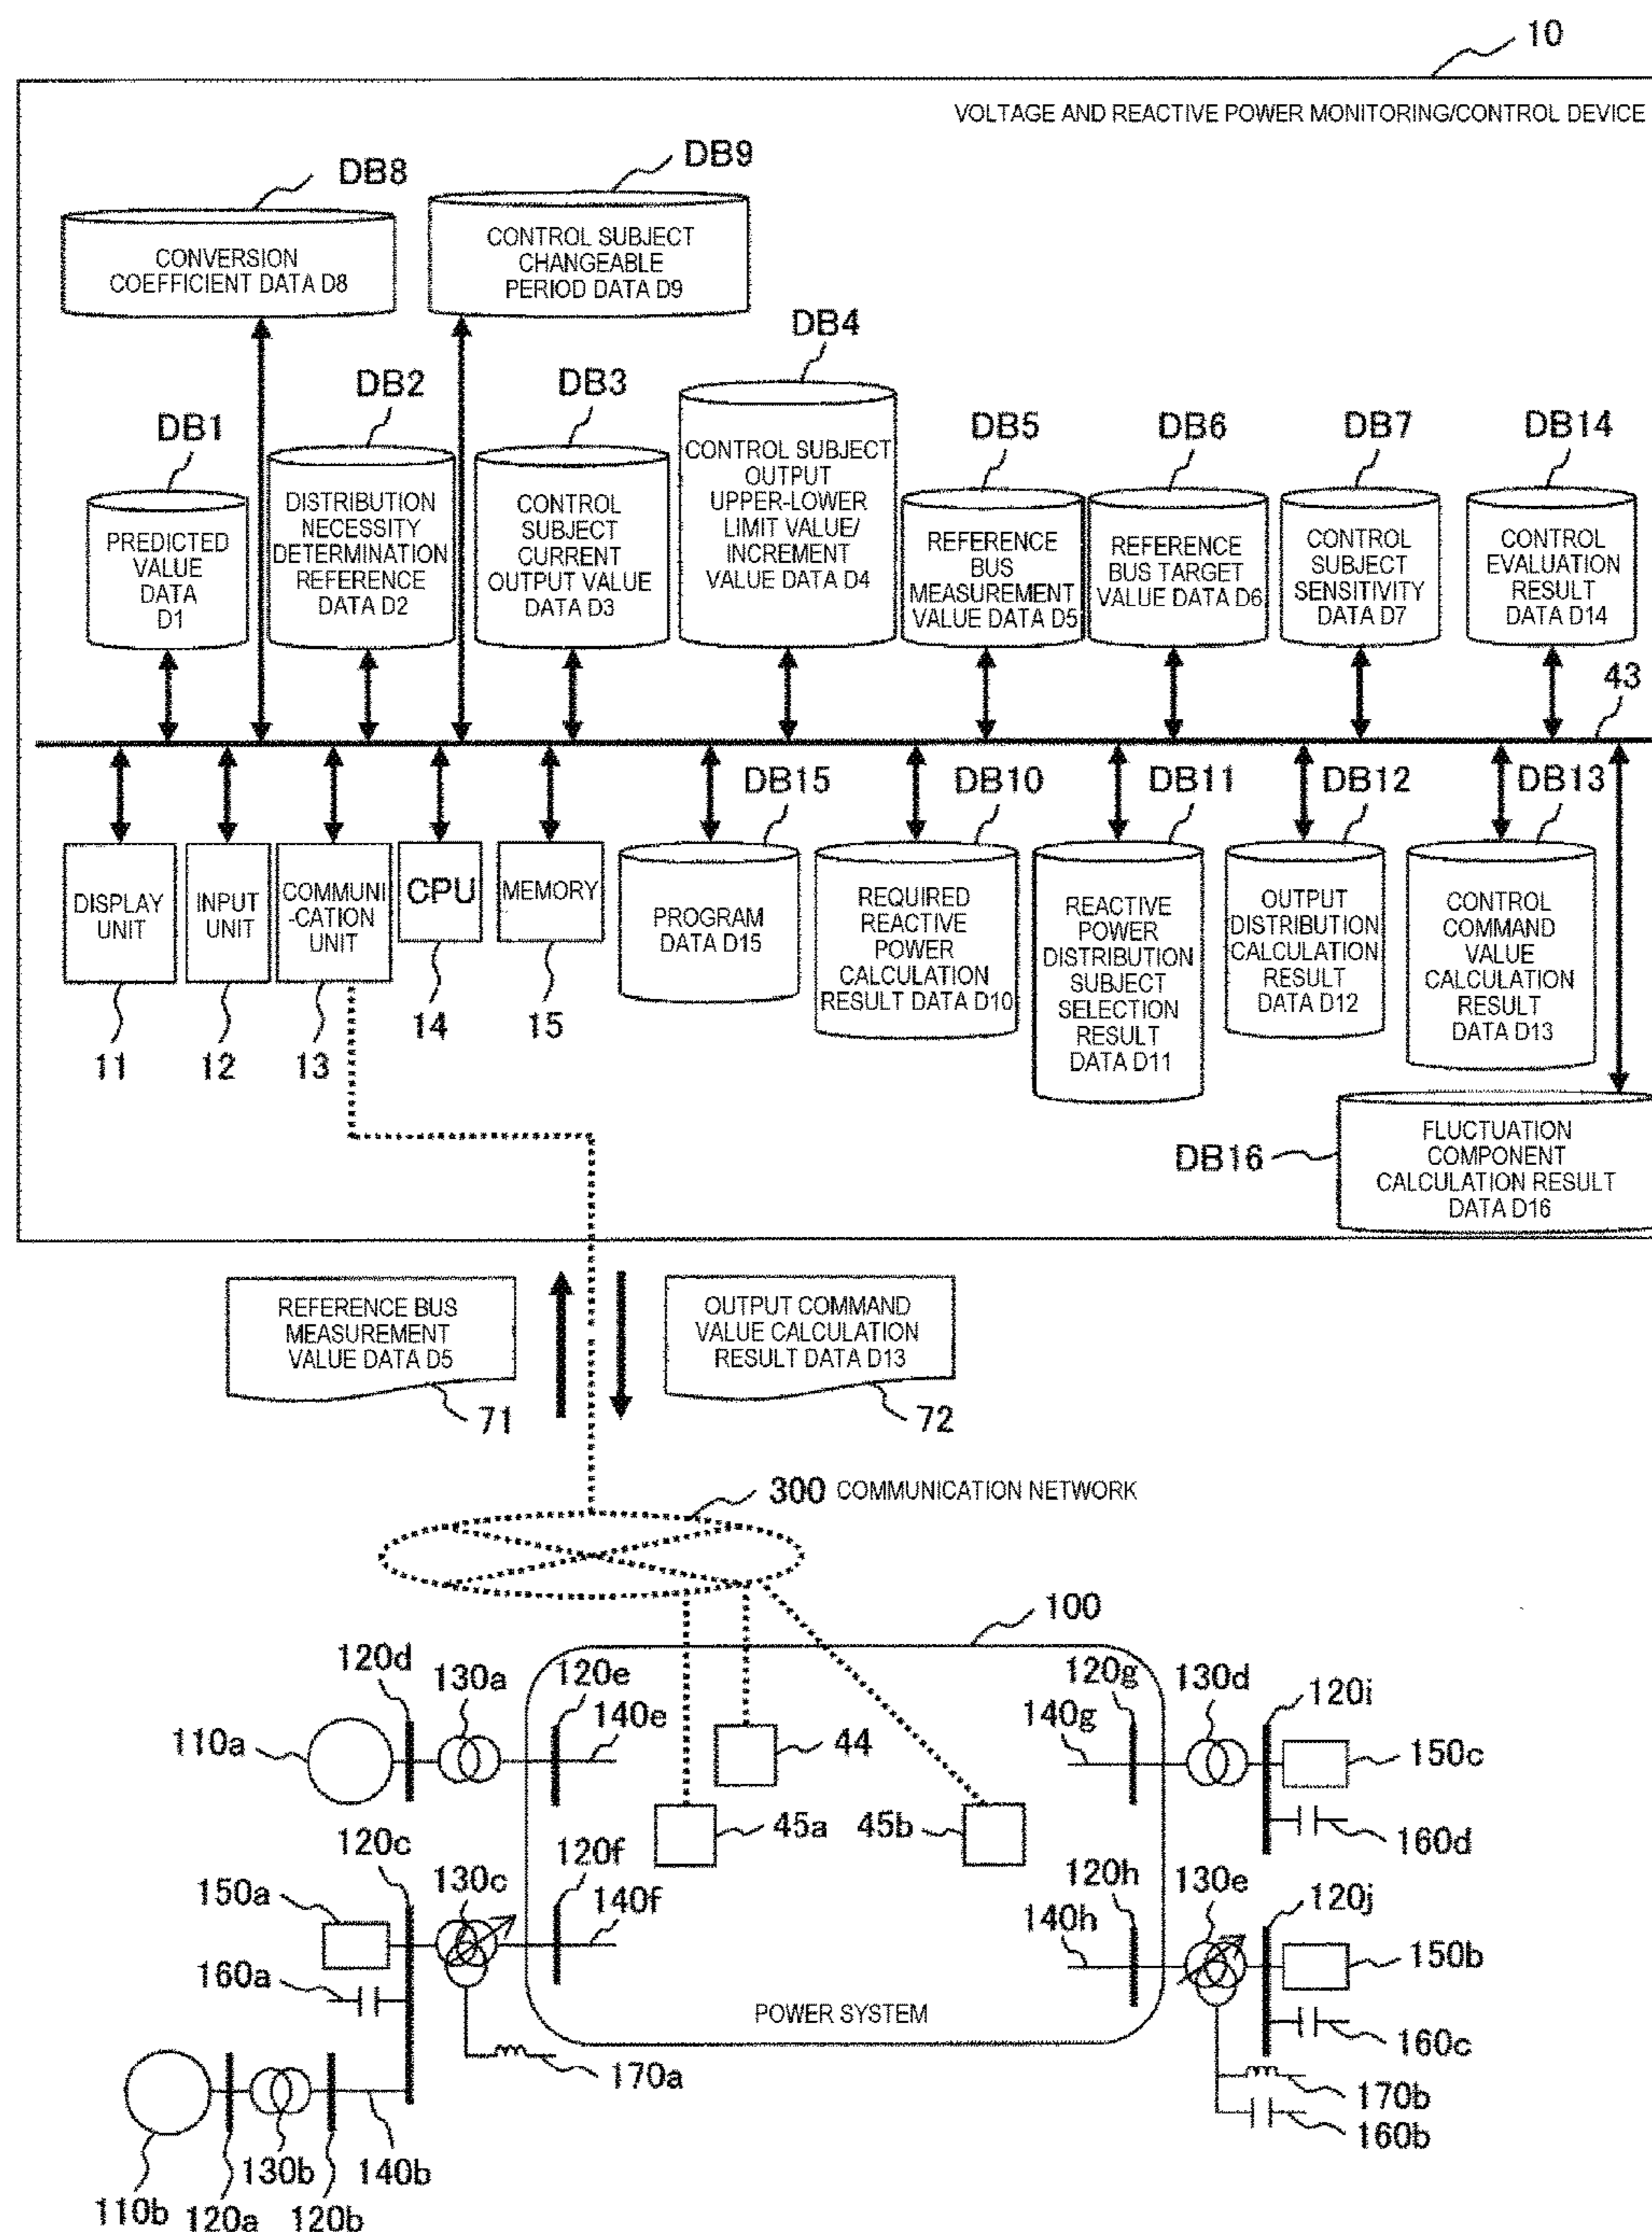 10
VOLTAGE AND REACTIVE POWER MONITORING/CONTROL DEVICE
DB8
DB9
CONVERSION
COEFFICIENT DATA D8
CONTROL SUBJECT
CHANGEABLE
PERIOD DATA D9
DB1
DB2
DB3
DB4
DB5
DB6
DB7
DB14
PREDICTED
VALUE
DATA
D1
DISTRIBUTION
NECESSITY
DETERMINATION
REFERENCE
DATA D2
CONTROL
SUBJECT
CURRENT
OUTPUT VALUE
DATA D3
CONTROL SUBJECT
OUTPUT
UPPER-LOWER
LIMIT VALUE/
INCREMENT
VALUE DATA D4
REFERENCE
BUS
MEASUREMENT
VALUE DATA D5
REFERENCE
BUS TARGET
VALUE DATA D6
CONTROL
SUBJECT
SENSITIVITY
DATA D7
CONTROL
EVALUATION
RESULT
DATA D14
43
DB15
DB10
DB11
DB12
DB13
DISPLAY
UNIT
INPUT
UNIT
COMMUNI
-CATION
UNIT
CPU
MEMORY
PROGRAM
DATA D15
REQUIRED
REACTIVE
POWER
CALCULATION
RESULT DATA D10
REACTIVE
POWER
DISTRIBUTION
SUBJECT
SELECTION
RESULT
DATA D11
OUTPUT
DISTRIBUTION
CALCULATION
RESULT
DATA D12
CONTROL
COMMAND
VALUE
CALCULATION
RESULT
DATA D13
11
12
13
14
15
DB16
FLUCTUATION
COMPONENT
CALCULATION RESULT
DATA D16
REFERENCE BUS
MEASUREMENT
VALUE DATA D5
71
OUTPUT COMMAND
VALUE CALCULATION
RESULT DATA D13
72
300 COMMUNICATION NETWORK
100
120d
130a
120e
140e
110a
44
45a
45b
120g
140g
130d
120i
150c
160d
120c
150a
130c
120f
140f
160a
120h
140h
130e
120j
150b
160c
POWER SYSTEM
170a
170b
160b
110b
120a
130b
120b
140b